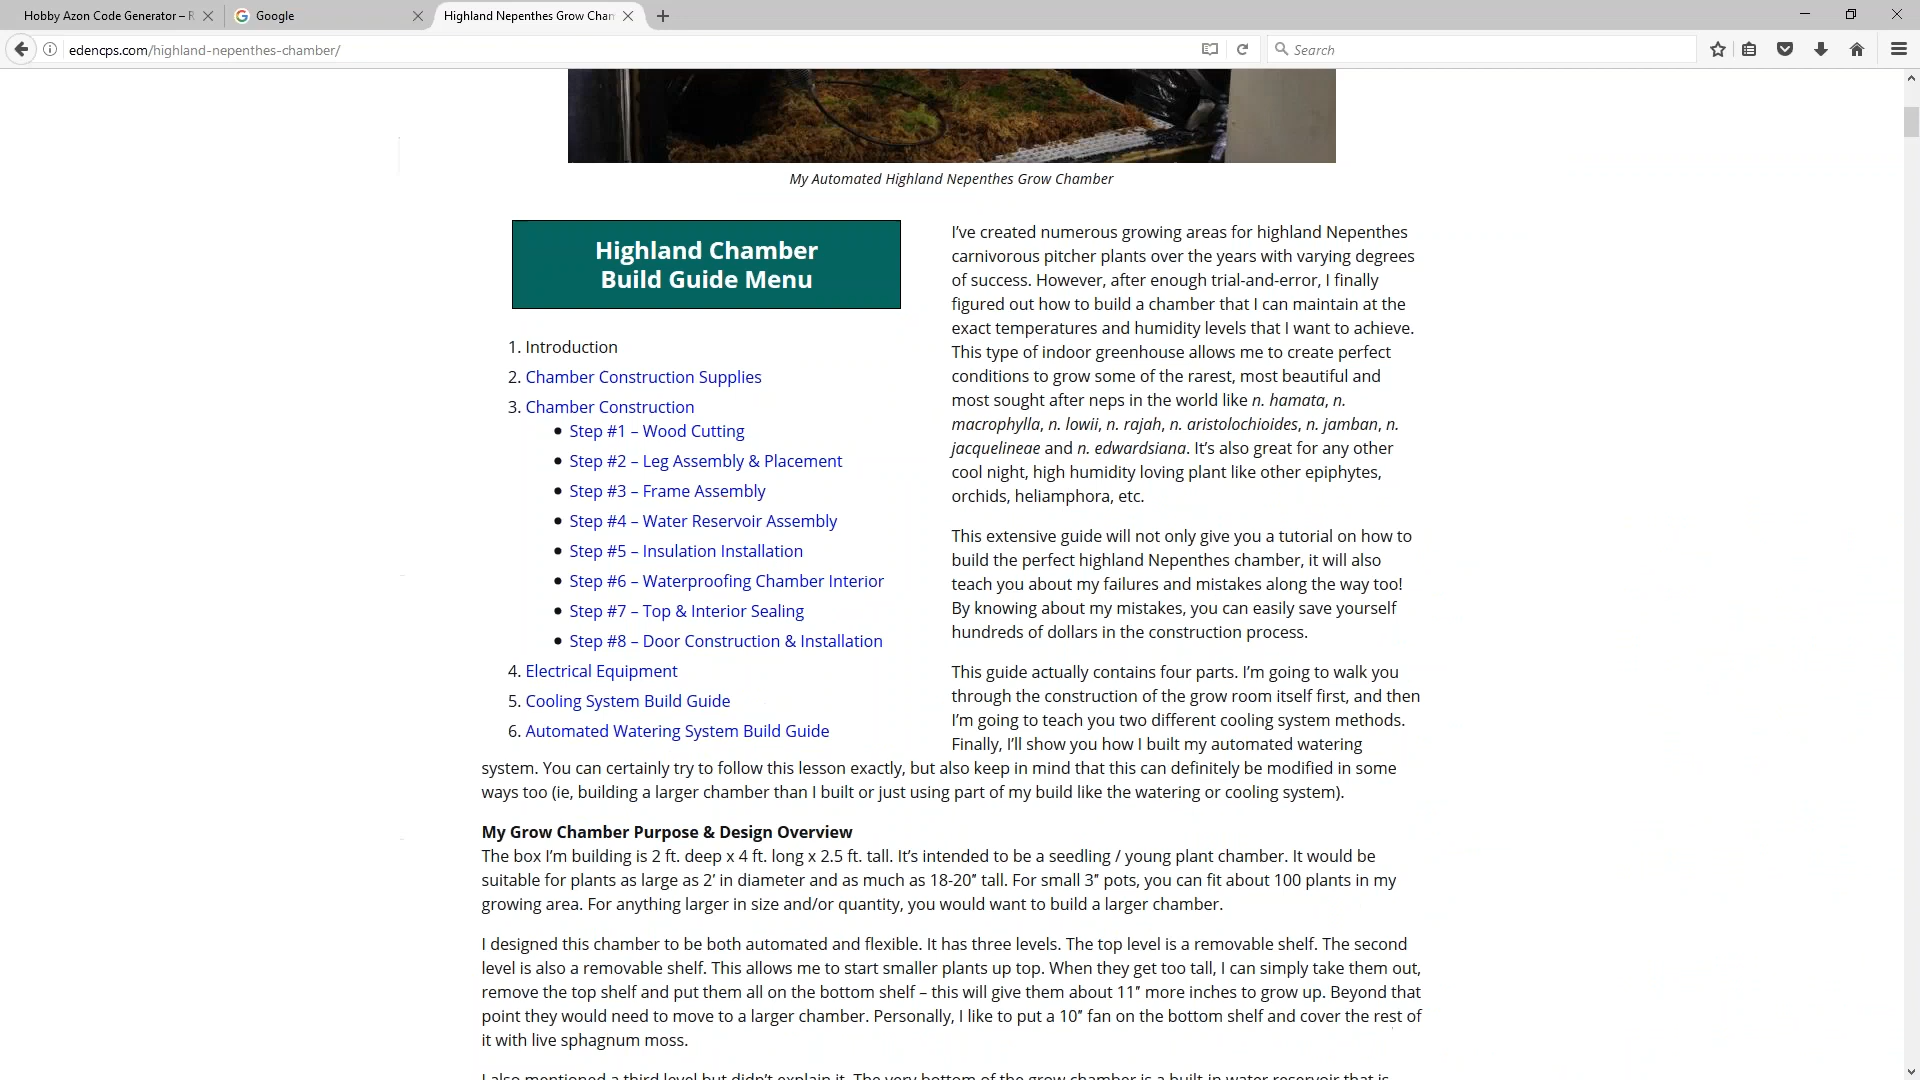 Hobby Azon Code Generator – R
Google
Highland Nepenthes Grow Cham
edencps.com/highland-nepenthes-chamber/
Search
My Automated Highland Nepenthes Grow Chamber
Highland Chamber
Build Guide Menu
1. Introduction
2. Chamber Construction Supplies
3. Chamber Construction
Step #1 – Wood Cutting
Step #2 – Leg Assembly & Placement
Step #3 – Frame Assembly
Step #4 – Water Reservoir Assembly
Step #5 – Insulation Installation
Step #6 – Waterproofing Chamber Interior
Step #7 – Top & Interior Sealing
Step #8 – Door Construction & Installation
4. Electrical Equipment
5. Cooling System Build Guide
6. Automated Watering System Build Guide
I’ve created numerous growing areas for highland Nepenthes
carnivorous pitcher plants over the years with varying degrees
of success. However, after enough trial-and-error, I finally
figured out how to build a chamber that I can maintain at the
exact temperatures and humidity levels that I want to achieve.
This type of indoor greenhouse allows me to create perfect
conditions to grow some of the rarest, most beautiful and
most sought after neps in the world like n. hamata, n.
macrophylla, n. lowii, n. rajah, n. aristolochioides, n. jamban, n.
jacquelineae and n. edwardsiana. It’s also great for any other
cool night, high humidity loving plant like other epiphytes,
orchids, heliamphora, etc.
This extensive guide will not only give you a tutorial on how to
build the perfect highland Nepenthes chamber, it will also
teach you about my failures and mistakes along the way too!
By knowing about my mistakes, you can easily save yourself
hundreds of dollars in the construction process.
This guide actually contains four parts. I’m going to walk you
through the construction of the grow room itself first, and then
I’m going to teach you two different cooling system methods.
Finally, I’ll show you how I built my automated watering
system. You can certainly try to follow this lesson exactly, but also keep in mind that this can definitely be modified in some
ways too (ie, building a larger chamber than I built or just using part of my build like the watering or cooling system).
My Grow Chamber Purpose & Design Overview
The box I’m building is 2 ft. deep x 4 ft. long x 2.5 ft. tall. It’s intended to be a seedling / young plant chamber. It would be
suitable for plants as large as 2′ in diameter and as much as 18-20″ tall. For small 3″ pots, you can fit about 100 plants in my
growing area. For anything larger in size and/or quantity, you would want to build a larger chamber.
I designed this chamber to be both automated and flexible. It has three levels. The top level is a removable shelf. The second
level is also a removable shelf. This allows me to start smaller plants up top. When they get too tall, I can simply take them out,
remove the top shelf and put them all on the bottom shelf – this will give them about 11″ more inches to grow up. Beyond that
point they would need to move to a larger chamber. Personally, I like to put a 10″ fan on the bottom shelf and cover the rest of
it with live sphagnum moss.
I also mentioned a third level but didn’t explain it. The very bottom of the grow chamber is a built-in water reservoir that is